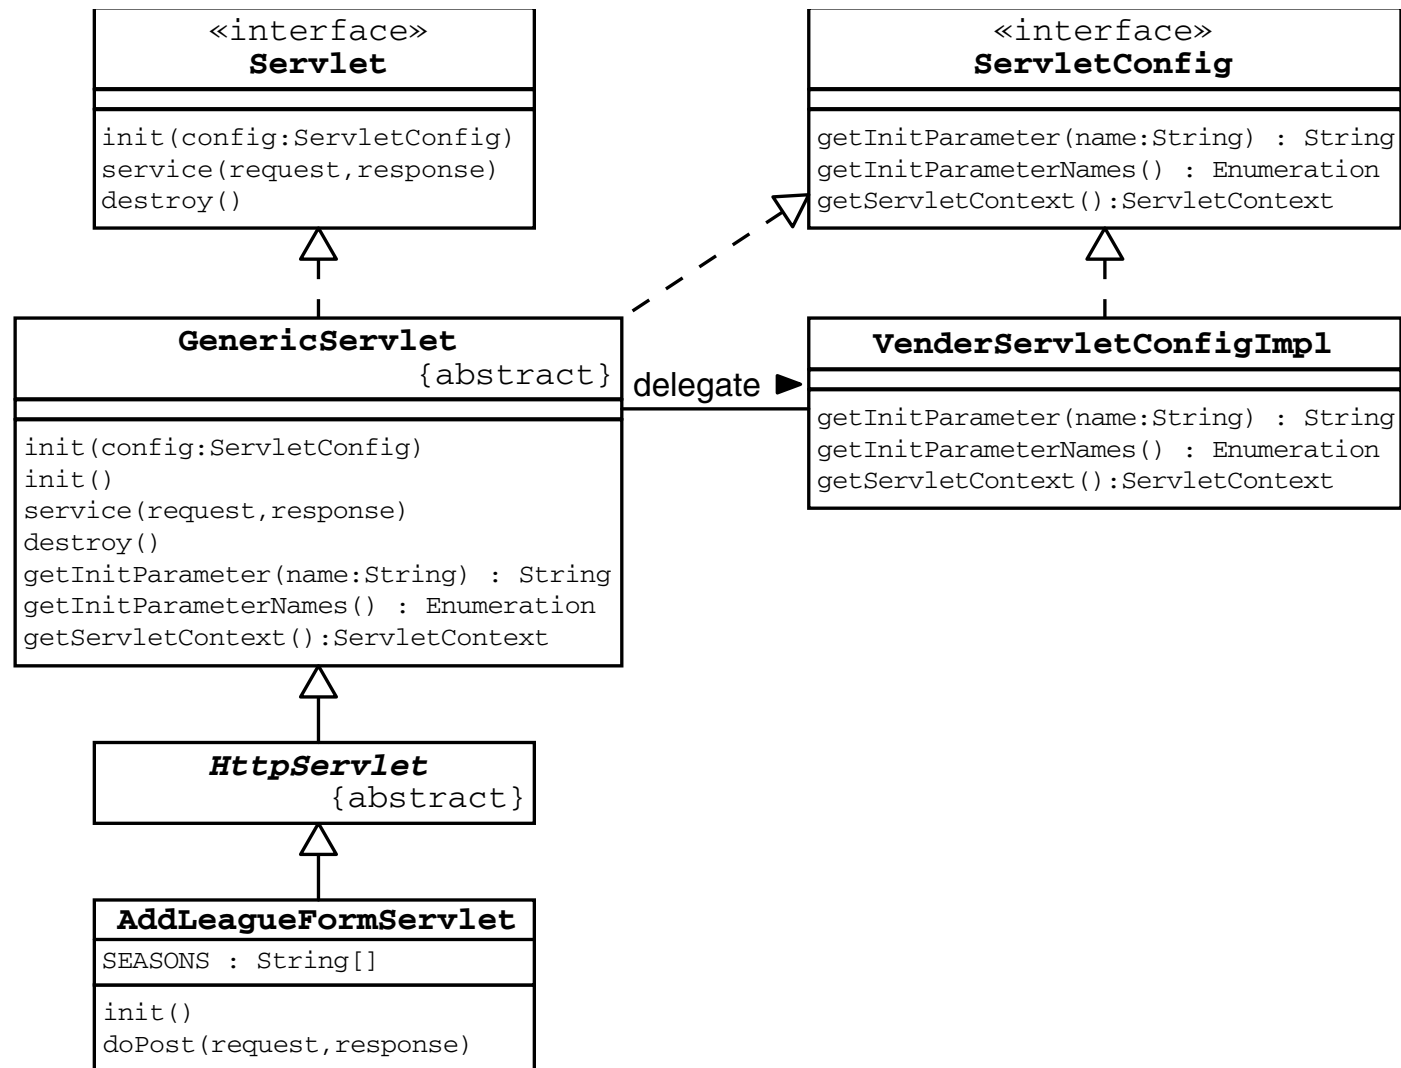 «interface»
Servlet
init(config:ServletConfig)
service(request,response)
destroy()
«interface»
ServletConfig
getInitParameter(name:String) : String
getInitParameterNames() : Enumeration
getServletContext():ServletContext
GenericServlet
{abstract}
init(config:ServletConfig)
init()
service(request,response)
destroy()
getInitParameter(name:String) : String
getInitParameterNames() : Enumeration
getServletContext():ServletContext
delegate
VenderServletConfigImpl
getInitParameter(name:String) : String
getInitParameterNames() : Enumeration
getServletContext():ServletContext
HttpServlet
{abstract}
AddLeagueFormServlet
SEASONS : String[]
init()
doPost(request,response)